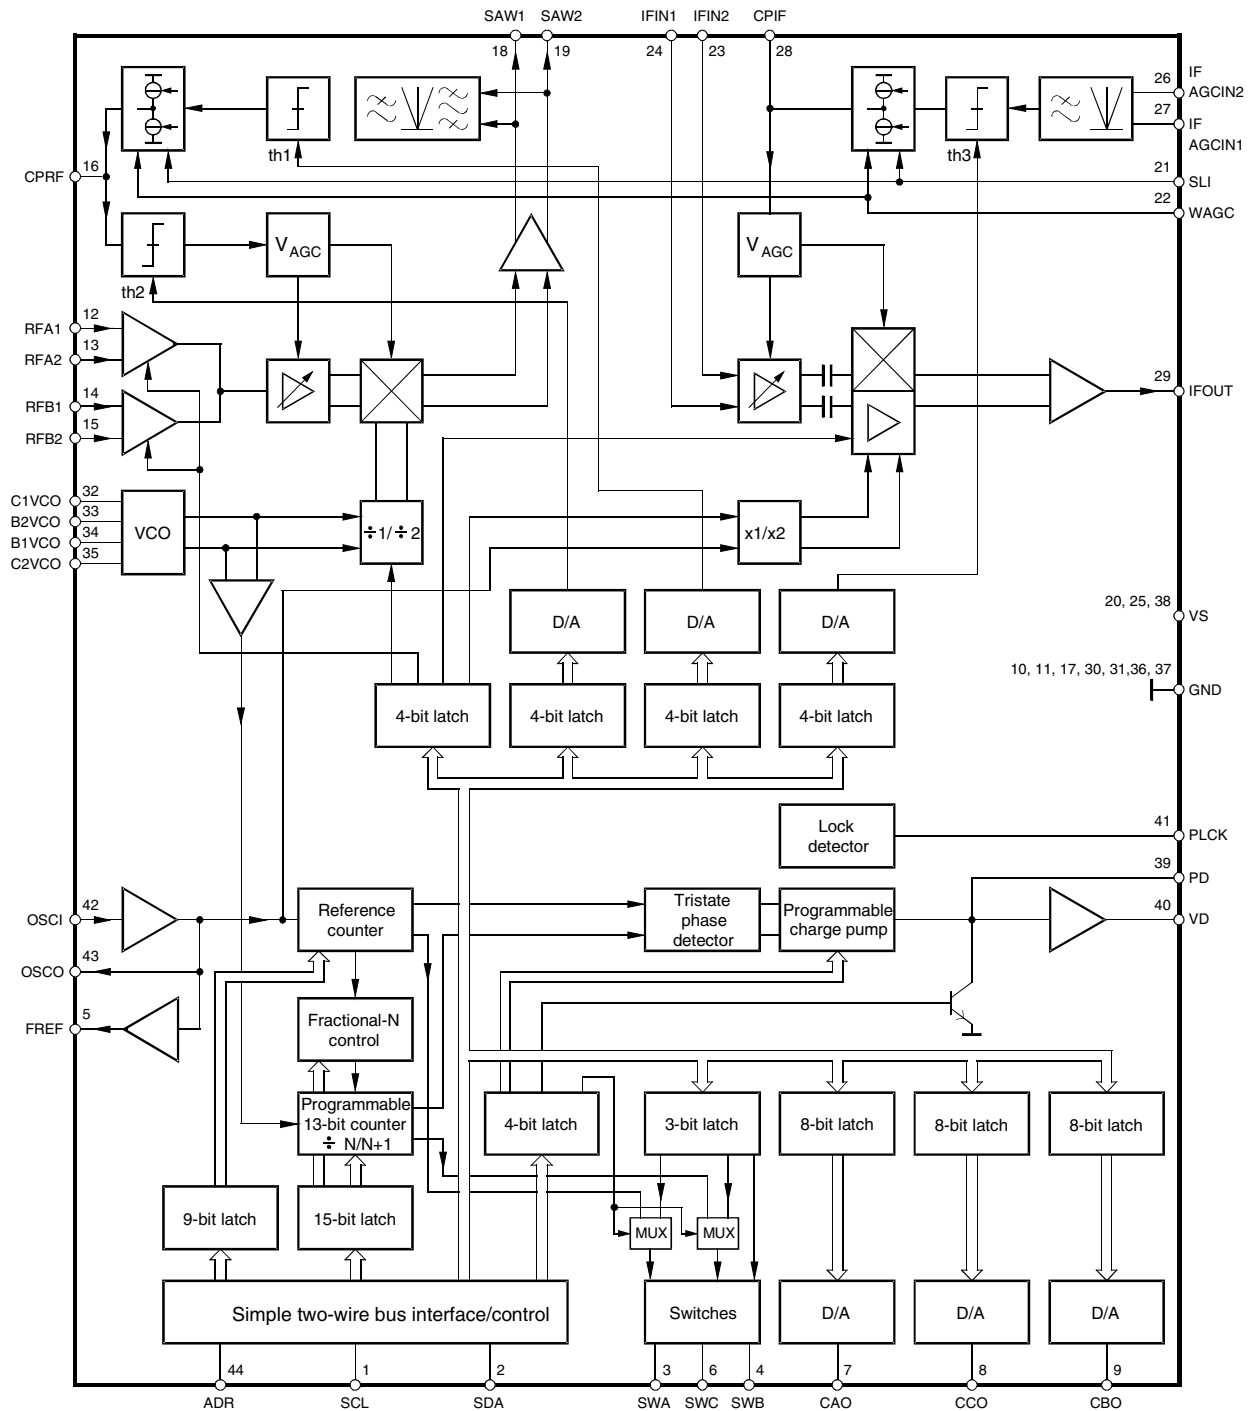 SAW1 SAW2 IFIN1 IFIN2 CPIF
18 19 24 23 28
IF
26
AGCIN2
27
IF
AGCIN1
th1
th3
16
CPRF
21
SLI
22
WAGC
V AGC
V AGC
th2
12
RFA1
13
RFA2
14
RFB1
15
RFB2
29
IFOUT
32
C1VCO
33
B2VCO
34
B1VCO
35
C2VCO
VCO
÷1/÷2
x1/x2
D/A D/A D/A
20, 25, 38
VS
10, 11, 17, 30, 31,36, 37
GND
4-bit latch 4-bit latch 4-bit latch 4-bit latch
Lock
detector
41
PLCK
39
PD
42
OSCI
Reference
counter
Tristate
phase
detector
Programmable
charge pump
40
VD
43
OSCO
5
FREF
Fractional-N
control
Programmable
13-bit counter
÷ N/N+1
4-bit latch 3-bit latch 8-bit latch 8-bit latch 8-bit latch
9-bit latch 15-bit latch
MUX MUX
Simple two-wire bus interface/control
Switches D/A D/A D/A
44 1 2 3 6 4 7 8 9
ADR SCL SDA SWA SWC SWB CAO CCO CBO